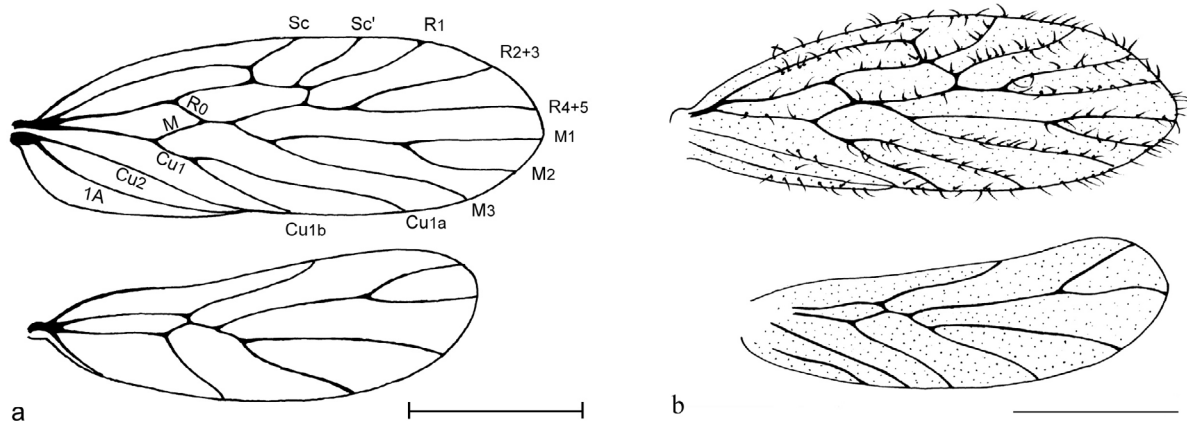 Sc Sc' R1
R2+3
R4+5
R0
M
M1
M2
M3
Cu1
Cu2
1A
Cu1a
Cu1b
a
b